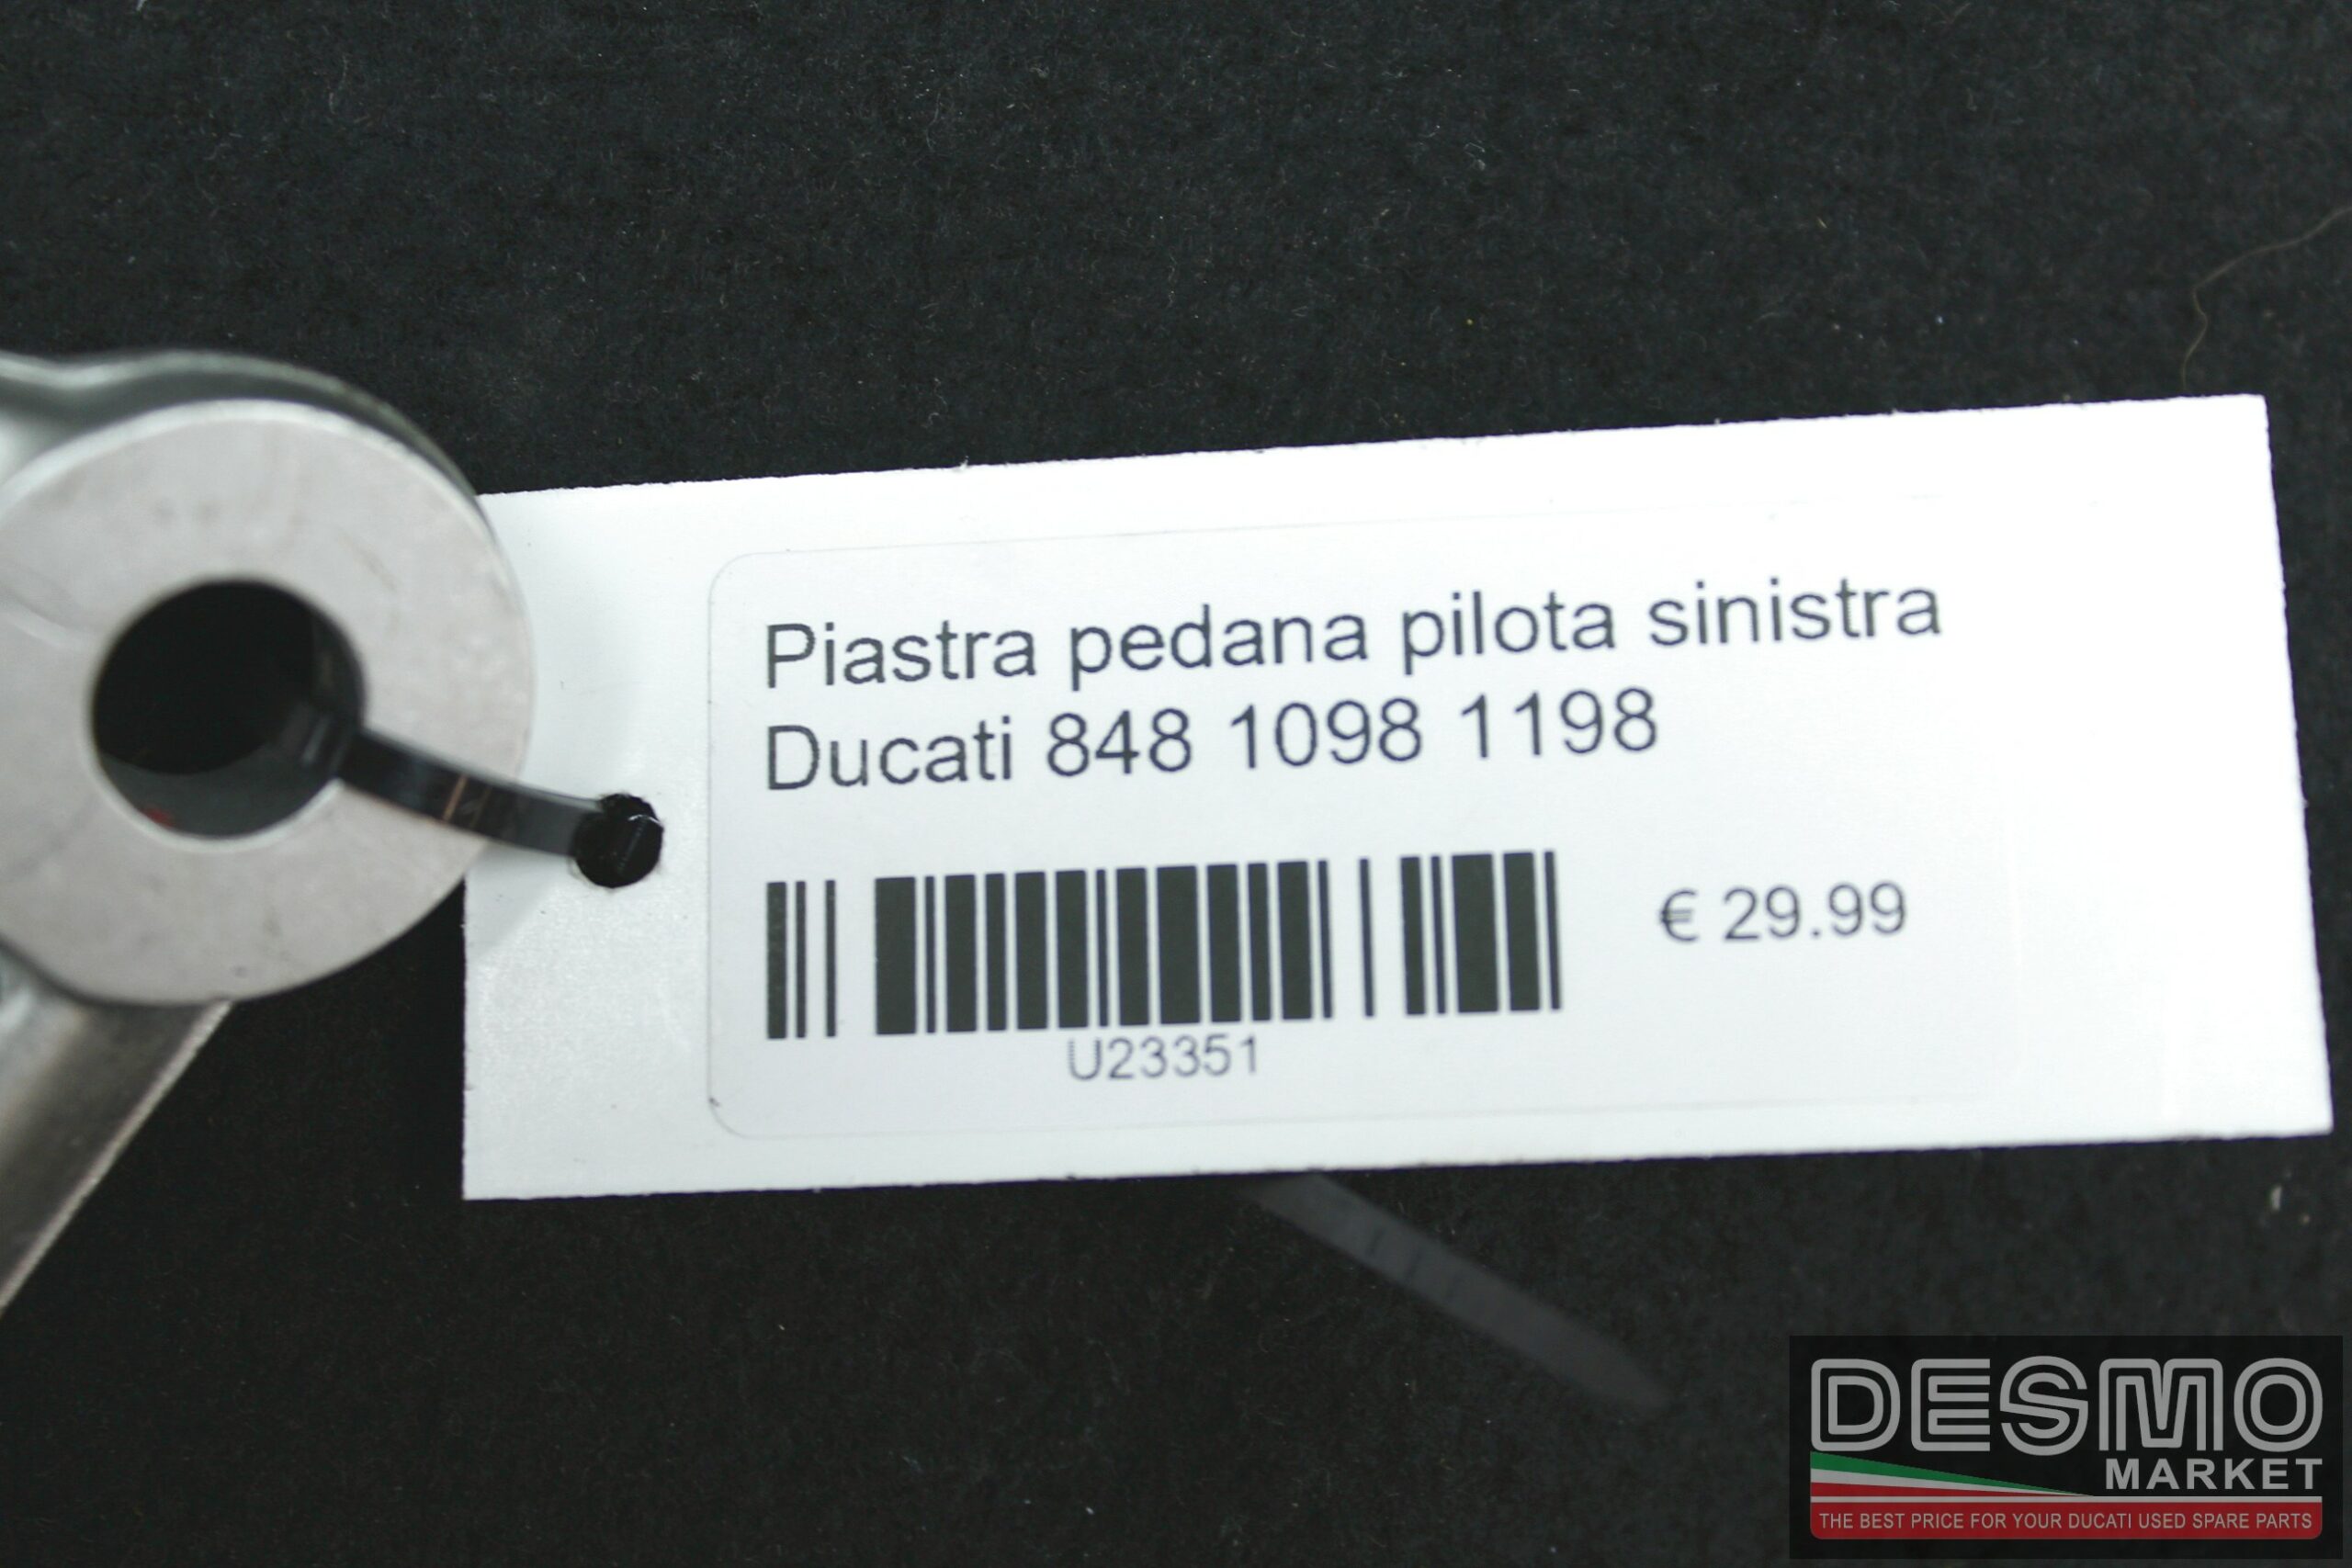 Piastra pedana pilota sinistra
Ducati 848 1098 1198
€ 29.99
U23351
DESMO
MARKET
THE BEST PRICE FOR YOUR DUCATI USED SPARE PARTS